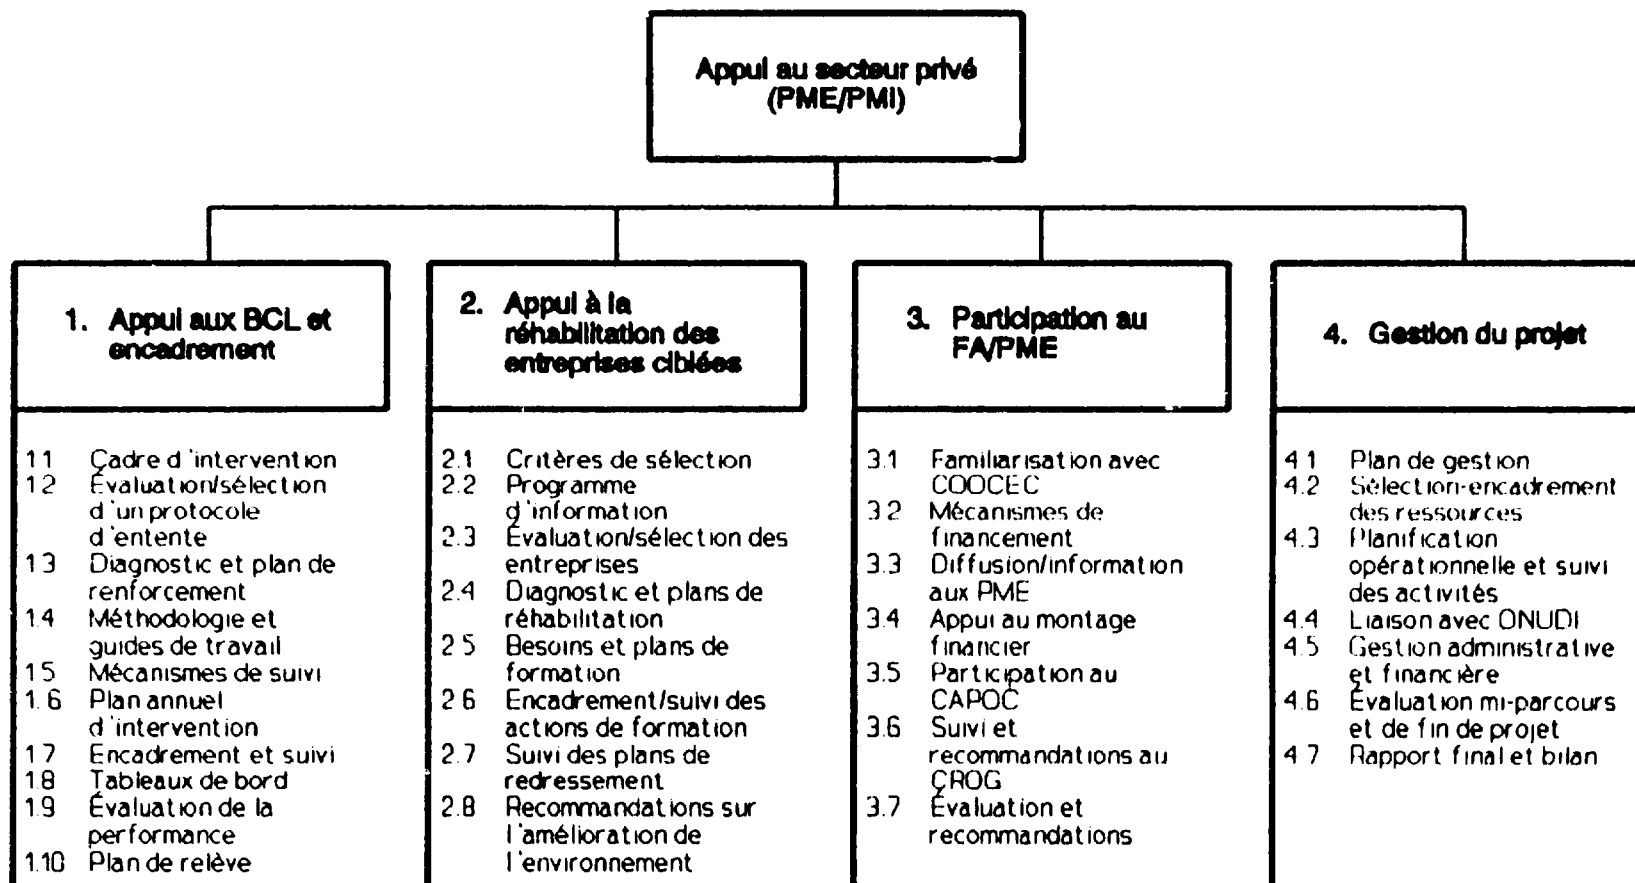 Appui au secteur privé
(PME/PMI)
1. Appui aux BCL et
encadrement
1.1 Cadre d'intervention
1.2 Évaluation/sélection
d'un protocole
d'entente
1.3 Diagnostic et plan de
renforcement
1.4 Méthodologie et
guides de travail
1.5 Mécanismes de suivi
1.6 Plan annuel
d'intervention
1.7 Encadrement et suivi
1.8 Tableaux de bord
1.9 Évaluation de la
performance
1.10 Plan de relève
2. Appui à la
réhabilitation des
entreprises ciblées
2.1 Critères de sélection
2.2 Programme
d'information
2.3 Évaluation/sélection des
entreprises
2.4 Diagnostic et plans de
réhabilitation
2.5 Besoins et plans de
formation
2.6 Encadrement/suivi des
actions de formation
2.7 Suivi des plans de
redressement
2.8 Recommandations sur
l'amélioration de
l'environnement
3. Participation au
FA/PME
3.1 Familiarisation avec
COOCEC
3.2 Mécanismes de
financement
3.3 Diffusion/information
aux PME
3.4 Appui au montage
financier
3.5 Participation au
CAPOC
3.6 Suivi et
recommandations au
CROG
3.7 Évaluation et
recommandations
4. Gestion du projet
4.1 Plan de gestion
4.2 Sélection-encadrement
des ressources
4.3 Planification
opérationnelle et suivi
des activités
4.4 Liaison avec ONUDI
4.5 Gestion administrative
et financière
4.6 Évaluation mi-parcours
et de fin de projet
4.7 Rapport final et bilan